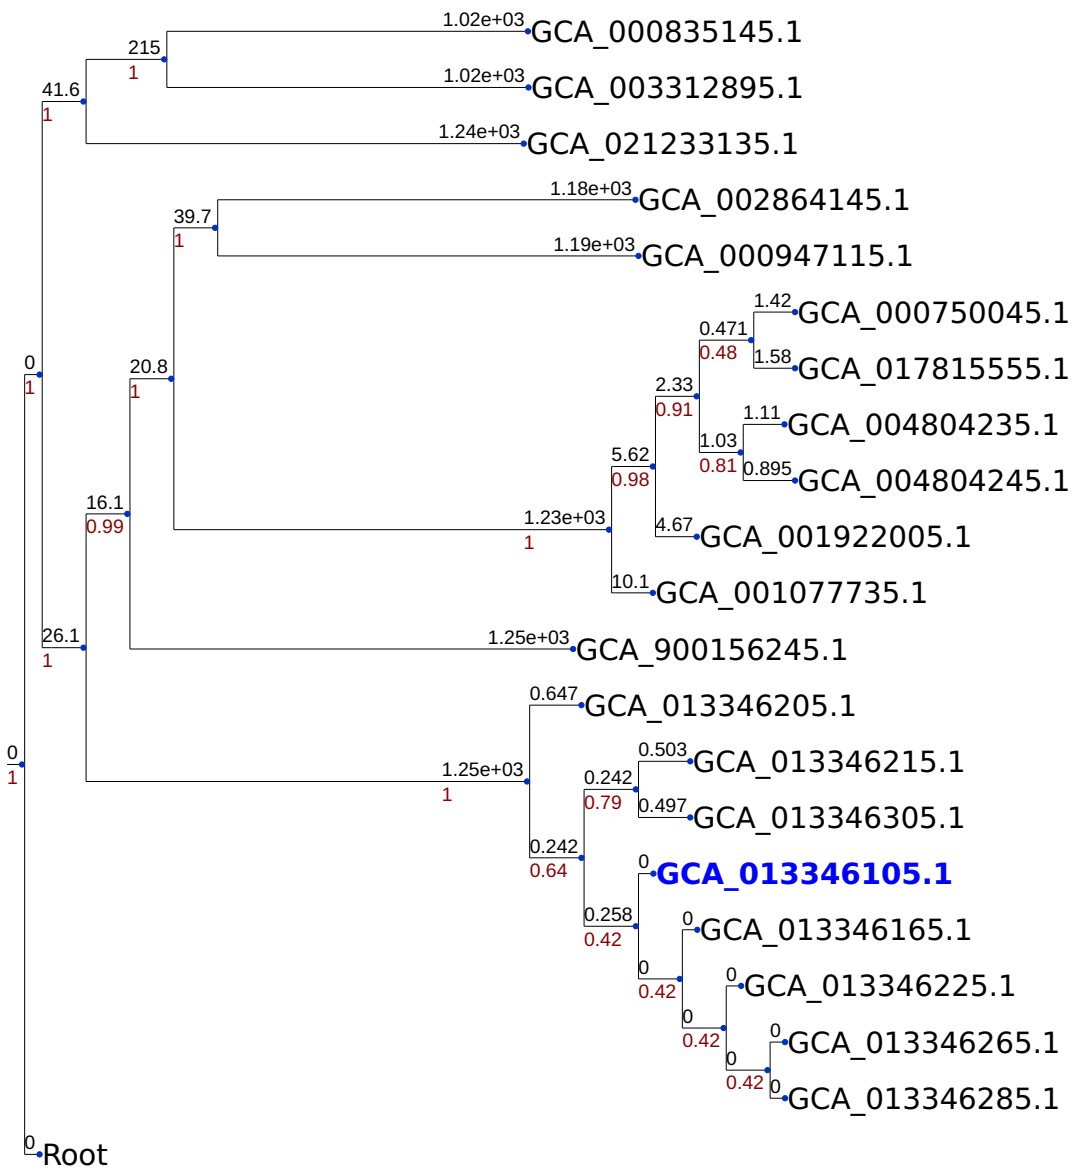 1.02e+03
GCA_000835145.1
215
1
1.02e+03
GCA_003312895.1
41.6
1
1.24e+03
GCA_021233135.1
1.18e+03
GCA_002864145.1
39.7
1
1.19e+03
GCA_000947115.1
1.42
GCA_000750045.1
0.471
0.48
1.58
GCA_017815555.1
0
1
20.8
1
2.33
0.91
1.11
GCA_004804235.1
1.03
0.81
0.895
GCA_004804245.1
5.62
0.98
16.1
0.99
1.23e+03
1
4.67
GCA_001922005.1
10.1
GCA_001077735.1
26.1
1
1.25e+03
GCA_900156245.1
0.647
GCA_013346205.1
0
1
1.25e+03
1
0.503
GCA_013346215.1
0.242
0.79
0.497
GCA_013346305.1
0.242
0.64
0
GCA_013346105.1
0.258
0.42
0
GCA_013346165.1
0
0.42
0
GCA_013346225.1
0
0.42
0
GCA_013346265.1
0
0.42
0
GCA_013346285.1
0
Root